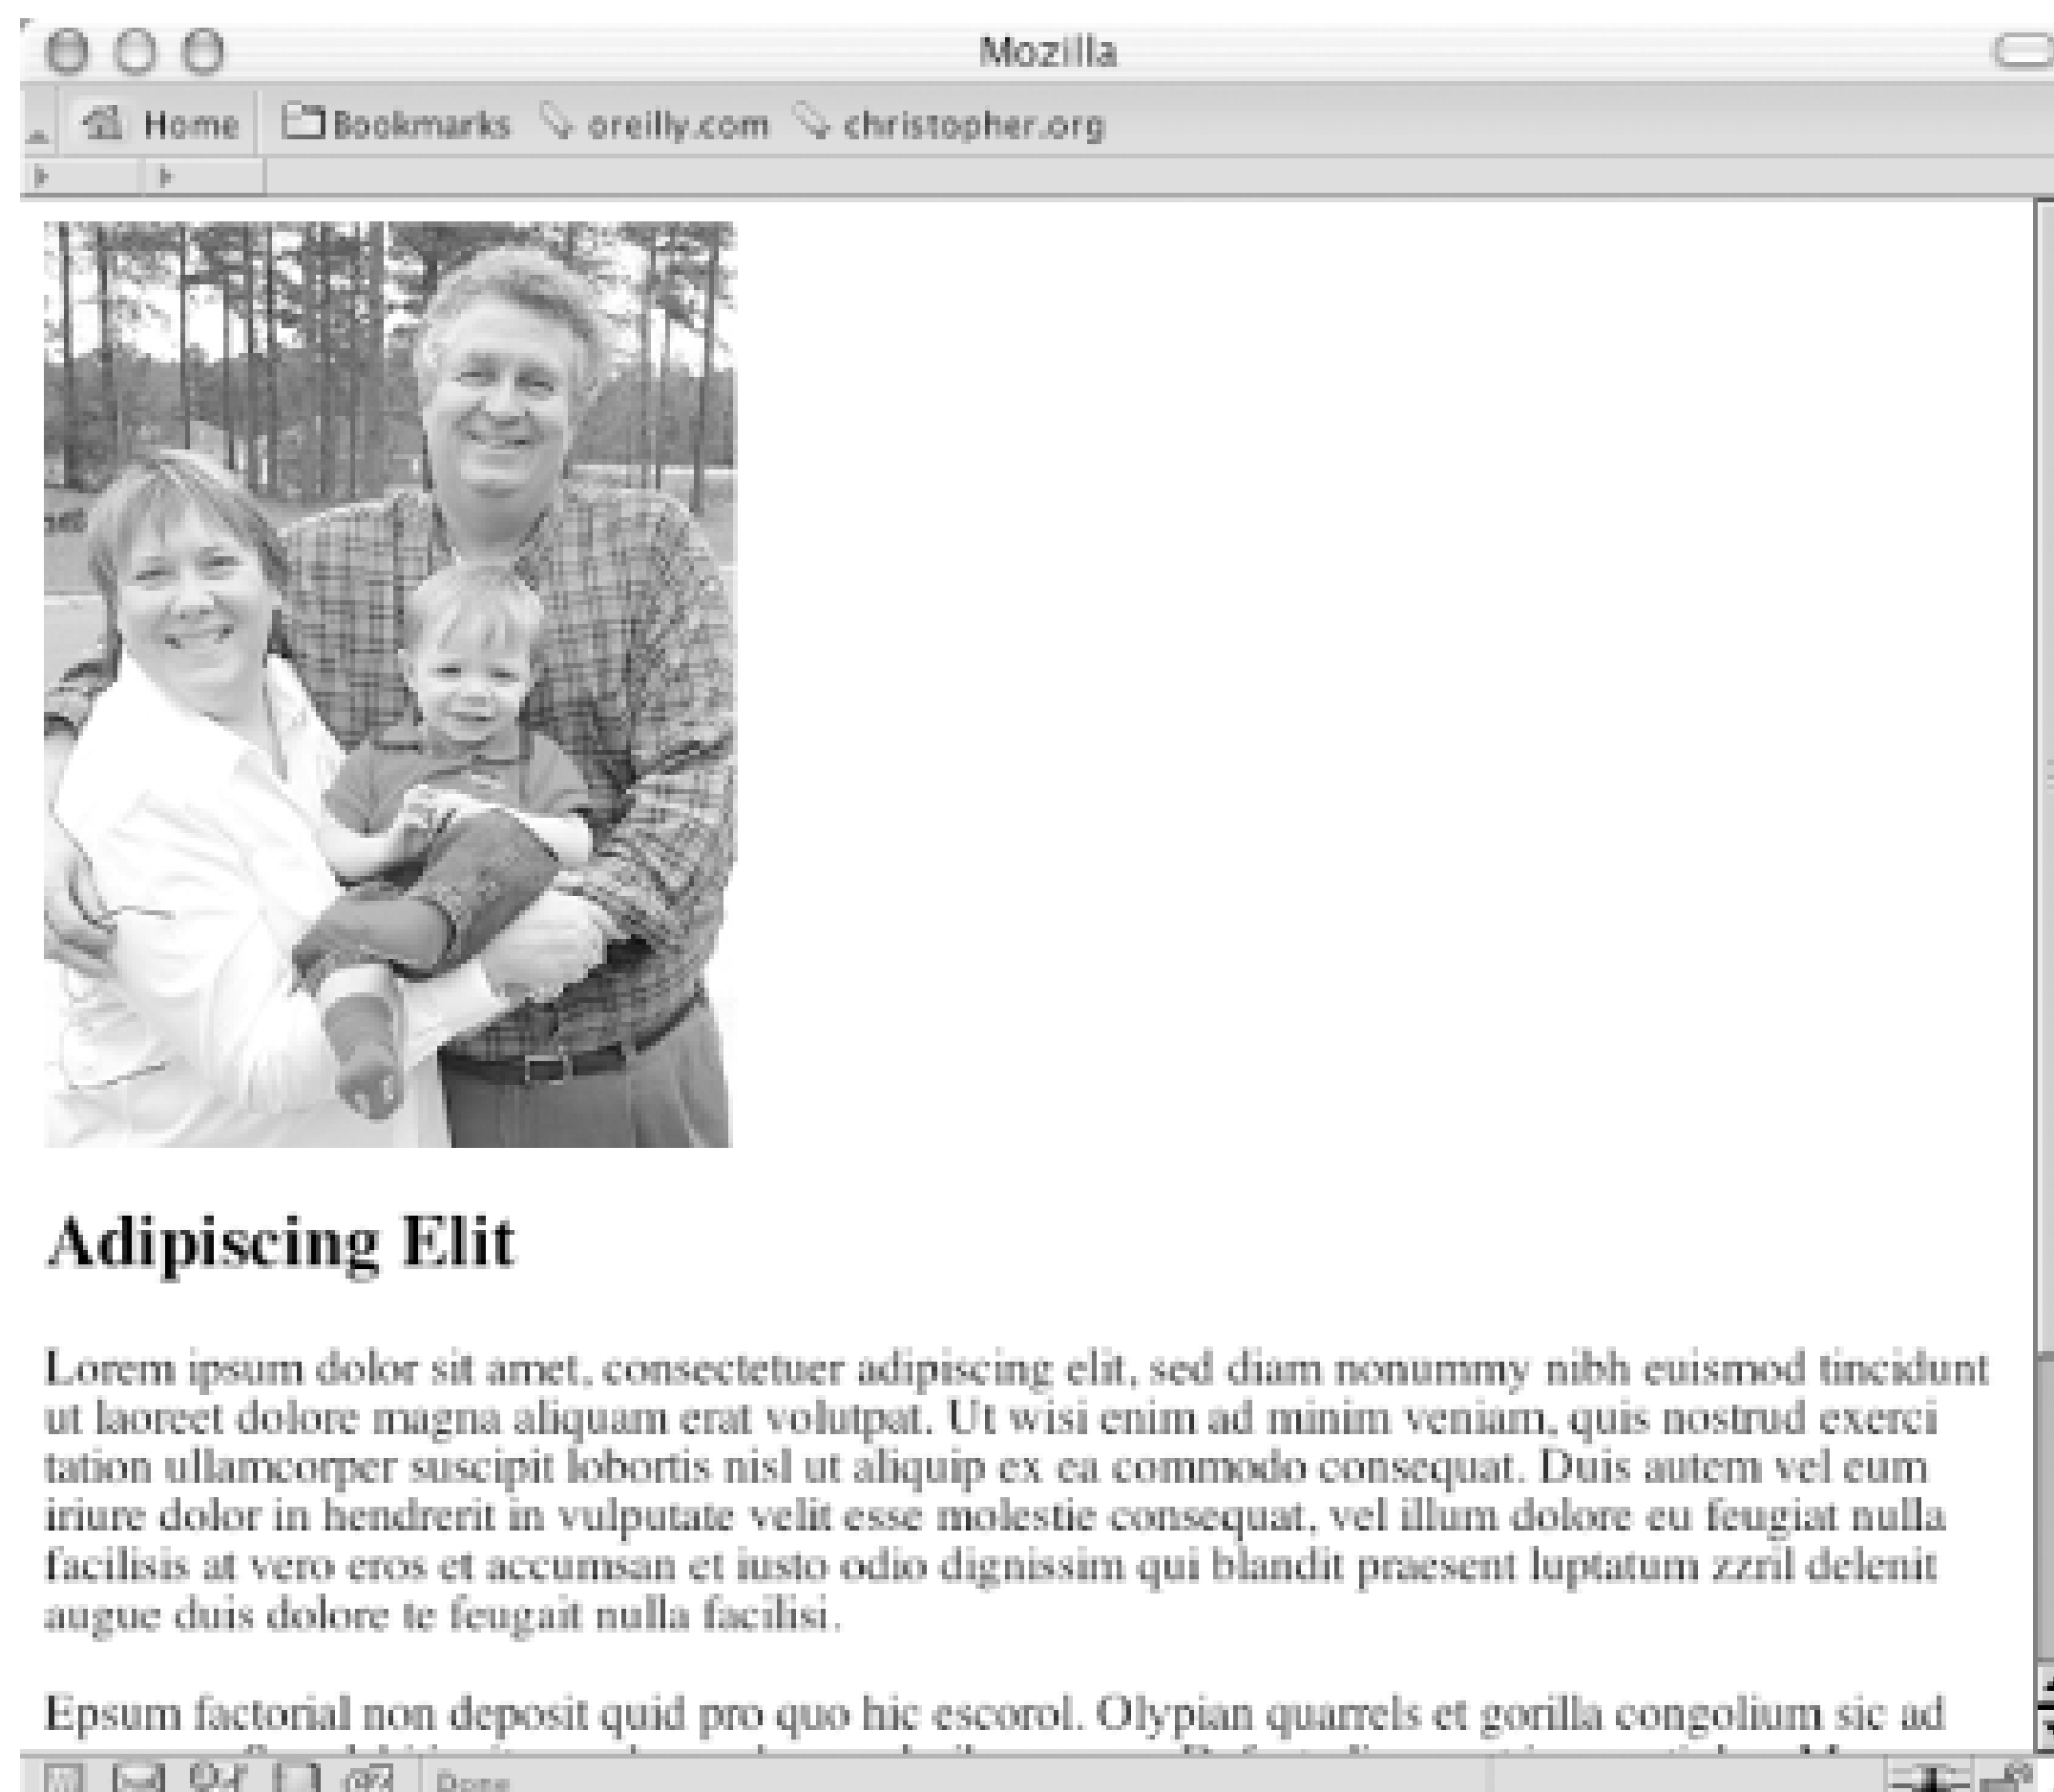 Mozilla
Home Bookmarks oreilly.com christopher.org
Adipiscing Elit
Lorem ipsum dolor sit amet, consectetuer adipiscing elit, sed diam nonummy nibh euismod tincidunt
ut laoreet dolore magna aliquam erat volutpat. Ut wisi enim ad minim veniam, quis nostrud exerci
tation ullamcorper suscipit lobortis nisl ut aliquip ex ea commodo consequat. Duis autem vel eum
iriure dolor in hendrerit in vulputate velit esse molestie consequat, vel illum dolore eu feugiat nulla
facilisis at vero eros et accumsan et iusto odio dignissim qui blandit praesent luptatum zzril delenit
augue duis dolore te feugait nulla facilisi.
Epsum factorial non deposit quid pro quo hic escorol. Olypian quarrels et gorilla congolium sic ad
Done